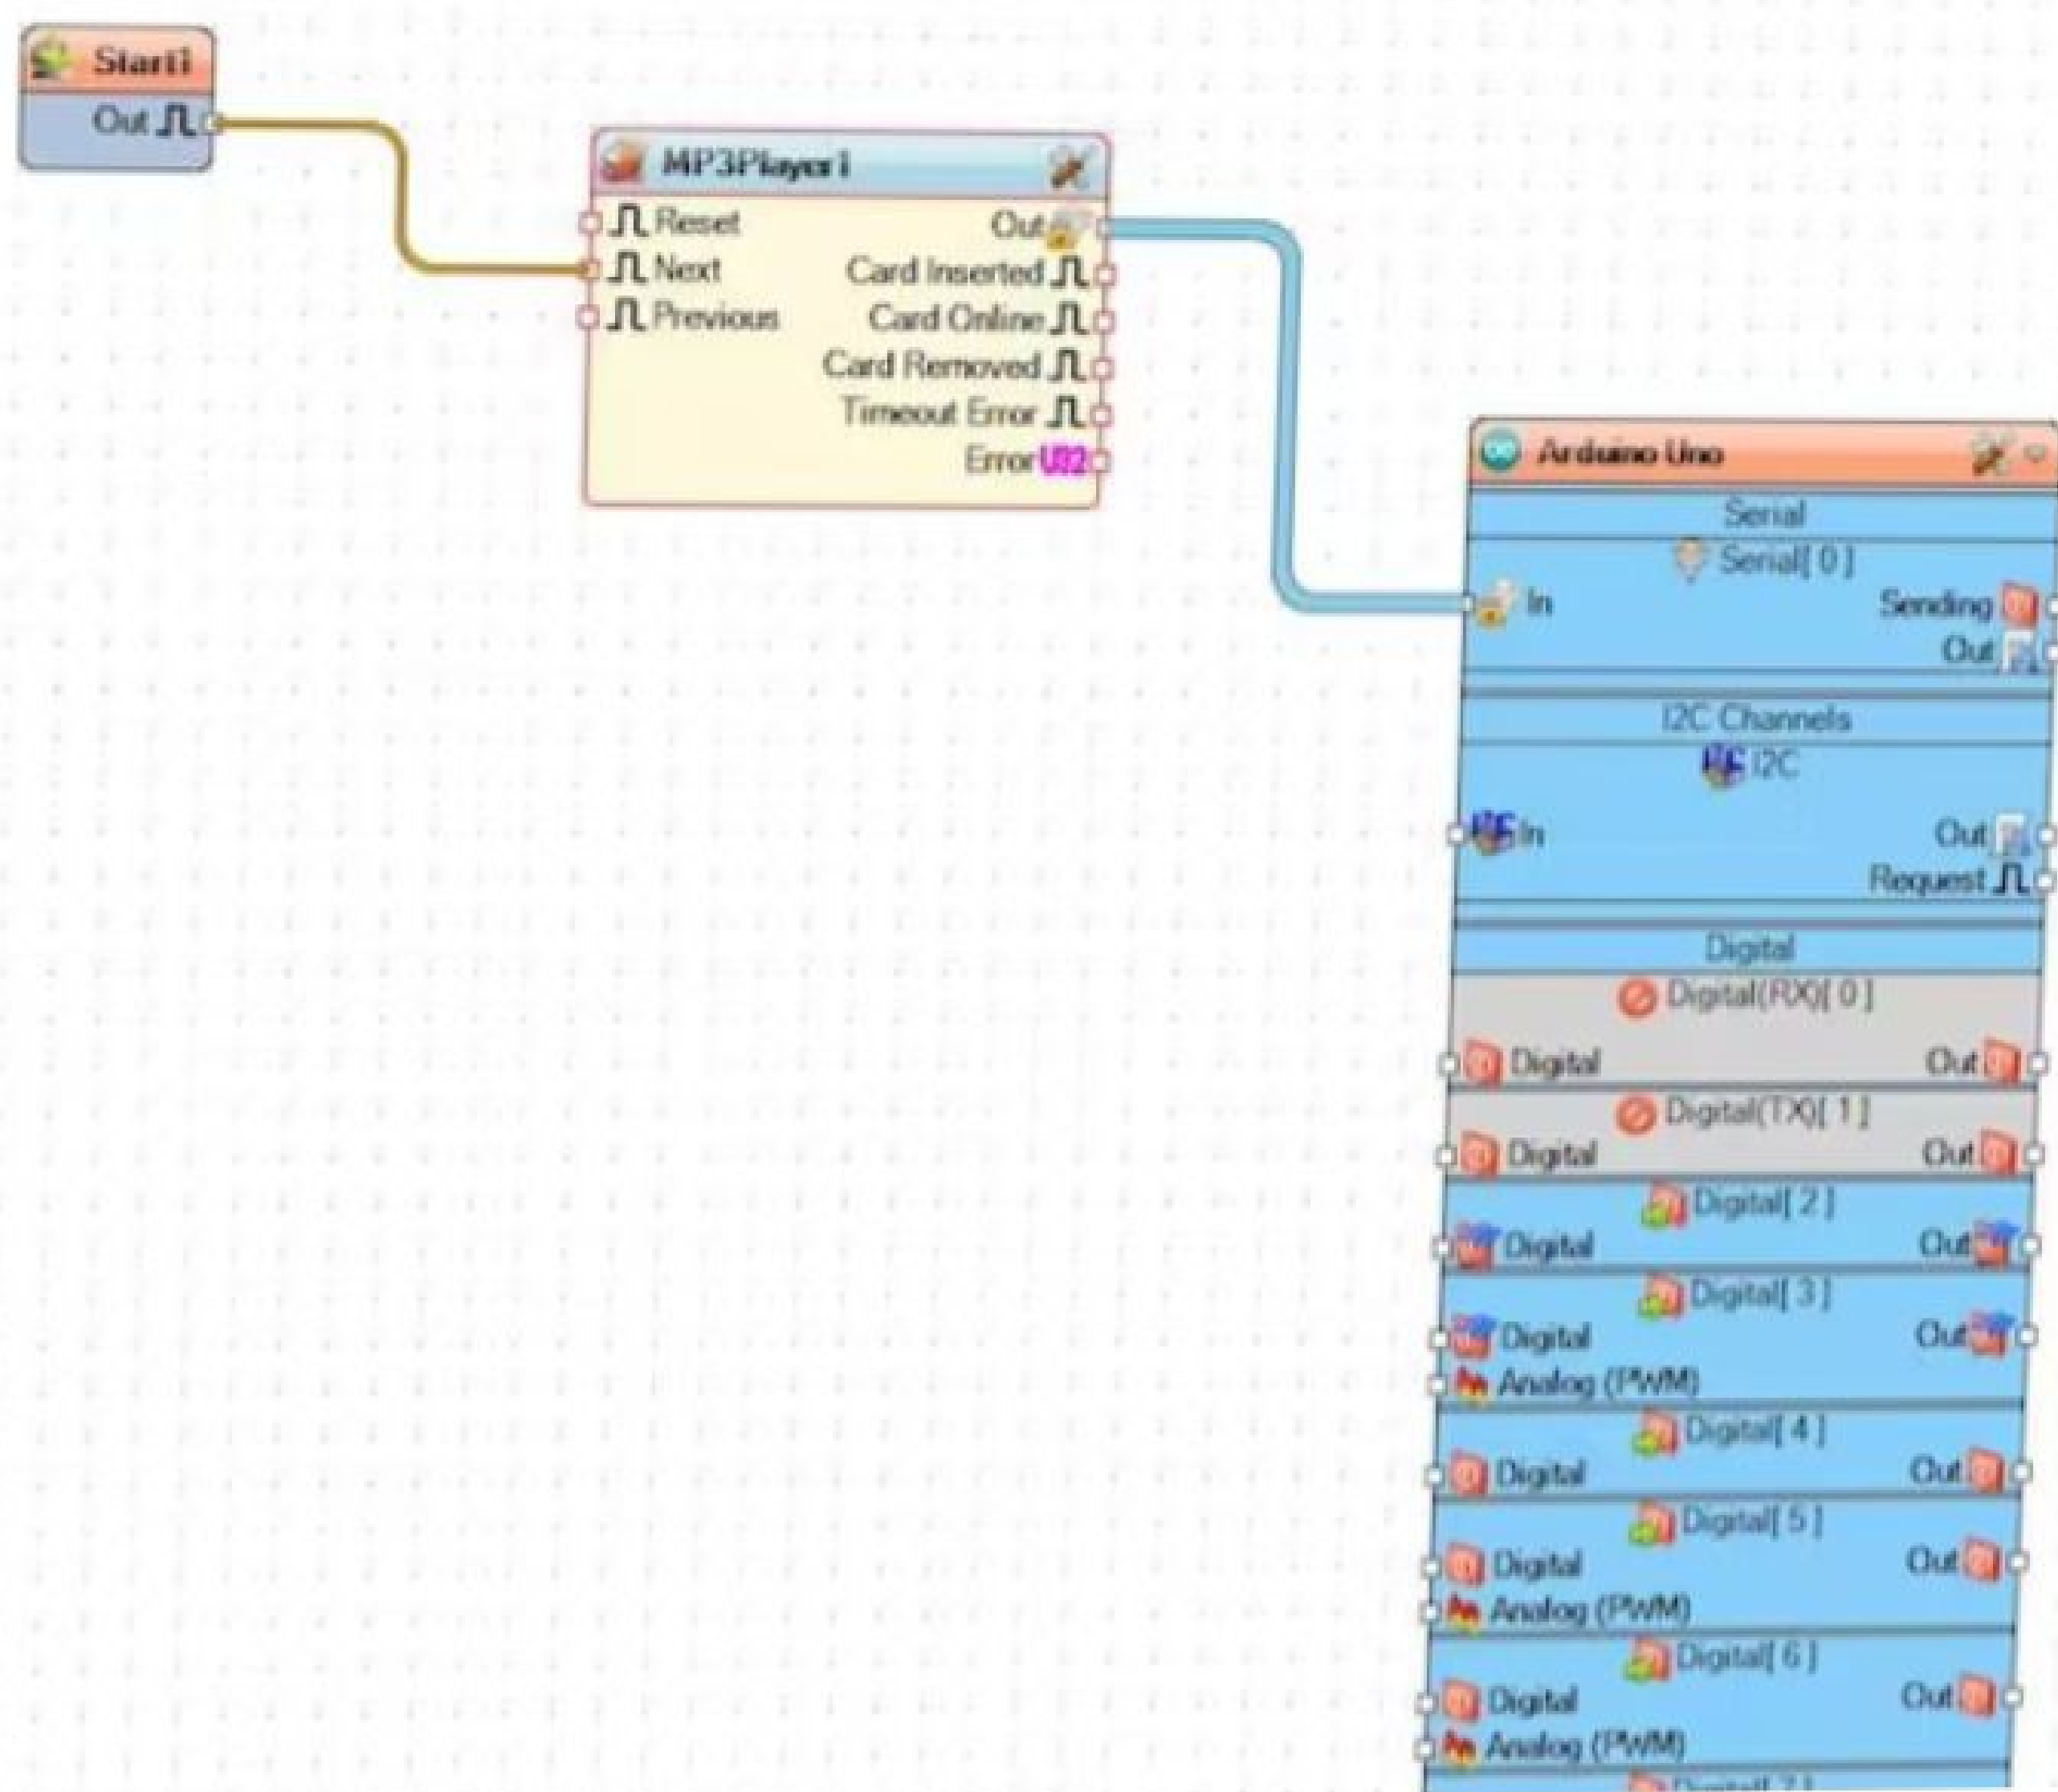 Start1
Out
MP3Player1
Reset
Out
Next
Card Inserted
Previous
Card Online
Card Removed
Timeout Error
Error U32
Arduino Uno
Serial
Serial[ 0 ]
In
Sending
Out
I2C Channels
I2C
In
Out
Request
Digital
Digital(RX)[ 0 ]
Digital
Out
Digital(TX)[ 1 ]
Digital
Out
Digital[ 2 ]
Digital
Out
Digital[ 3 ]
Digital
Out
Analog (PWM)
Digital[ 4 ]
Digital
Out
Digital[ 5 ]
Digital
Out
Analog (PWM)
Digital[ 6 ]
Digital
Out
Analog (PWM)
Digital[ 7 ]